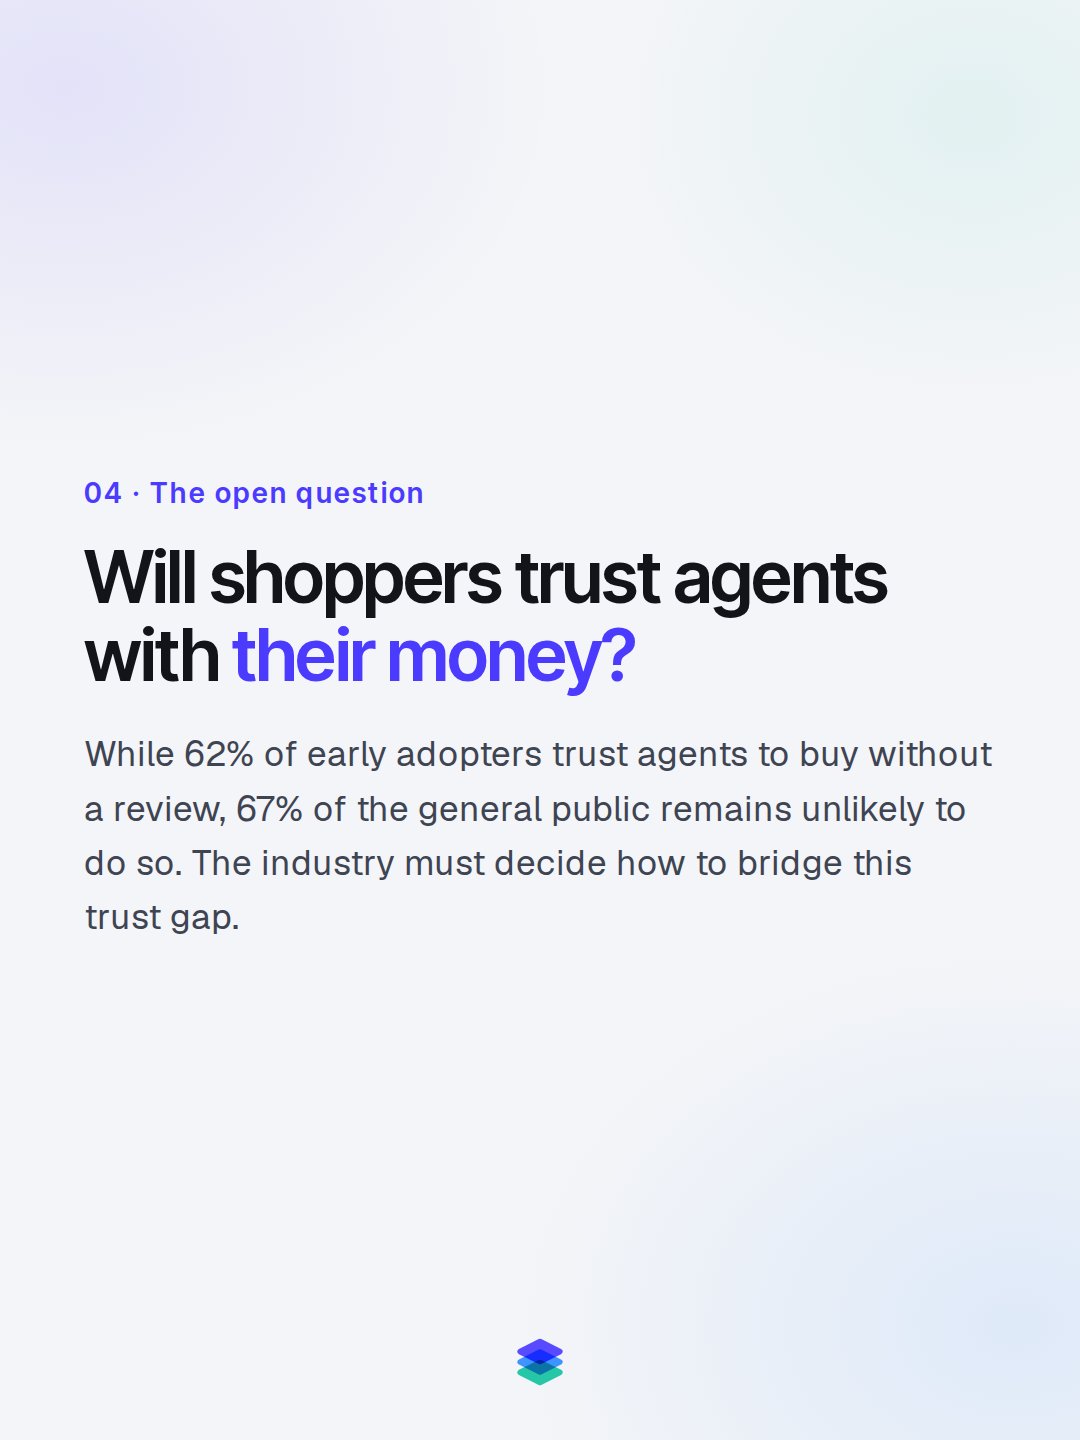 04 · The open question
Will shoppers trust agents
with their money?
While 62% of early adopters trust agents to buy without
a review, 67% of the general public remains unlikely to
do so. The industry must decide how to bridge this
trust gap.